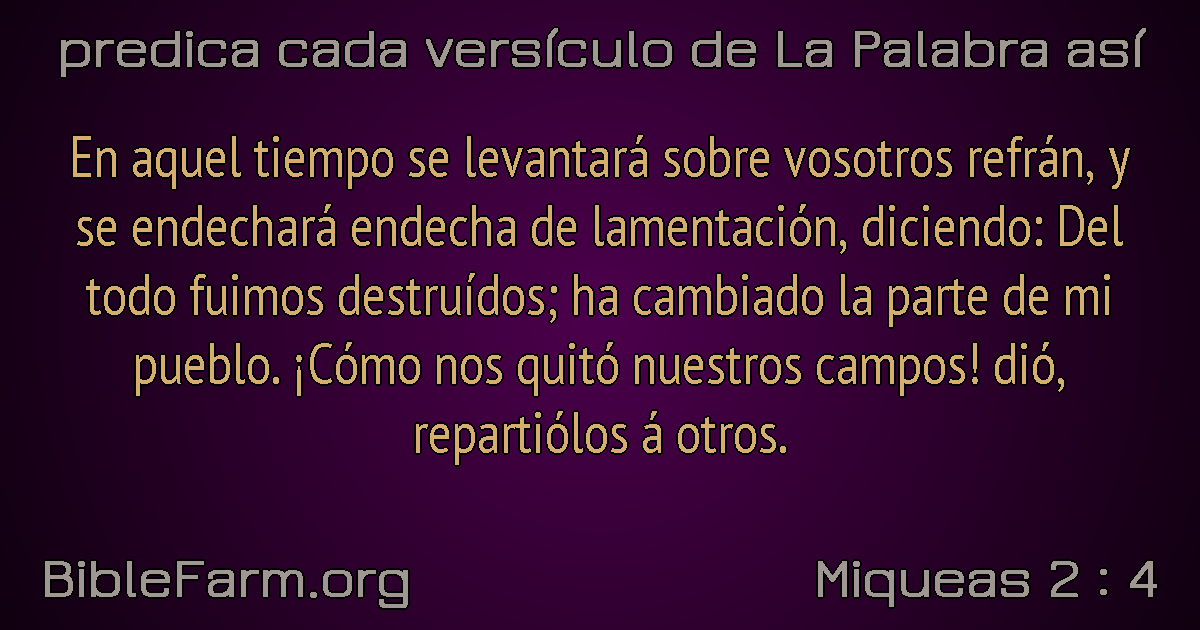 predica cada versículo de La Palabra así
En aquel tiempo se levantará sobre vosotros refrán, y
se endechará endecha de lamentación, diciendo: Del
todo fuimos destruídos; ha cambiado la parte de mi
pueblo. ¡Cómo nos quitó nuestros campos! dió,
repartiólos á otros.
BibleFarm.org
Miqueas 2 : 4